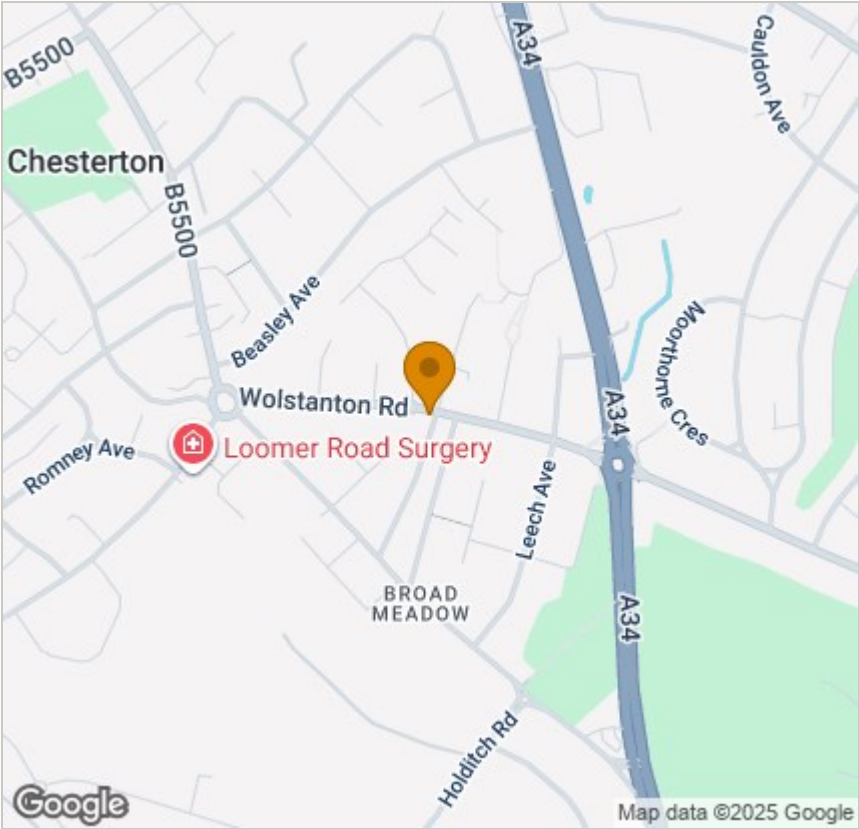 A34
Cauldon Ave
B5500
Chesterton
B5500
Beasley Ave
Moorthorne Cres
Wolstanton Rd
A34
Loomer Road Surgery
Romney Ave
Leech Ave
BROAD
MEADOW
A34
Holditch Rd
Google
Map data ©2025 Google